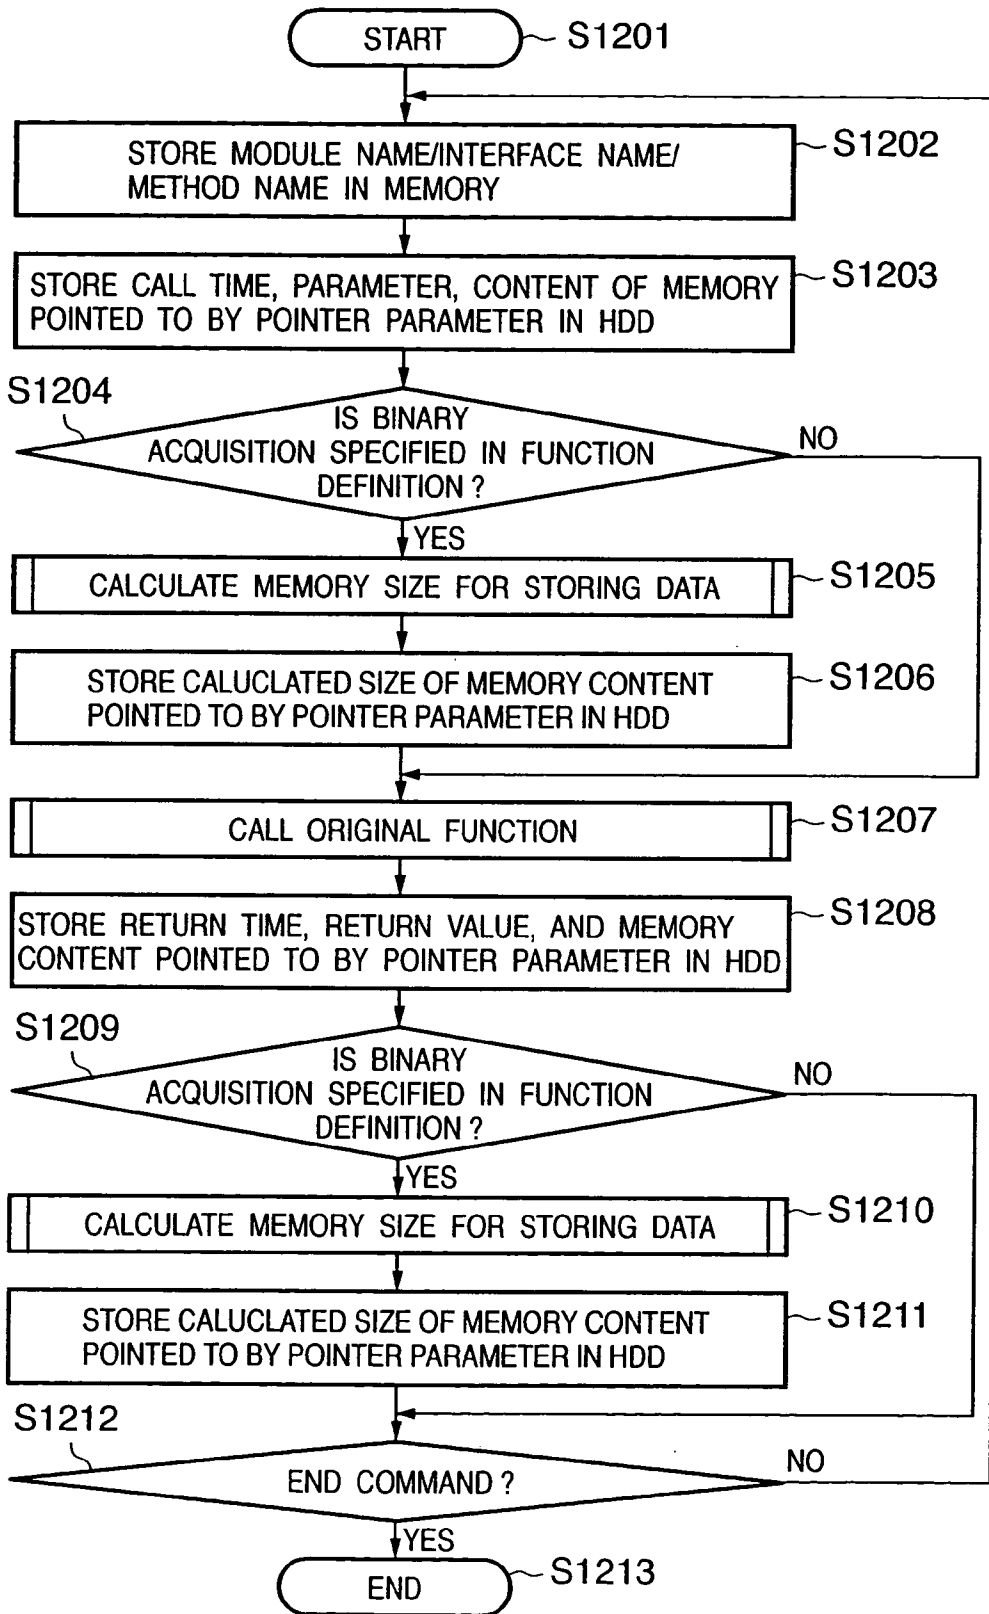 START
S1201
STORE MODULE NAME/INTERFACE NAME/
METHOD NAME IN MEMORY
S1202
STORE CALL TIME, PARAMETER, CONTENT OF MEMORY
POINTED TO BY POINTER PARAMETER IN HDD
S1203
S1204
IS BINARY
ACQUISITION SPECIFIED IN FUNCTION
DEFINITION ?
NO
YES
CALCULATE MEMORY SIZE FOR STORING DATA
S1205
STORE CALUCLATED SIZE OF MEMORY CONTENT
POINTED TO BY POINTER PARAMETER IN HDD
S1206
CALL ORIGINAL FUNCTION
S1207
STORE RETURN TIME, RETURN VALUE, AND MEMORY
CONTENT POINTED TO BY POINTER PARAMETER IN HDD
S1208
S1209
IS BINARY
ACQUISITION SPECIFIED IN FUNCTION
DEFINITION ?
NO
YES
CALCULATE MEMORY SIZE FOR STORING DATA
S1210
STORE CALUCLATED SIZE OF MEMORY CONTENT
POINTED TO BY POINTER PARAMETER IN HDD
S1211
S1212
END COMMAND ?
NO
YES
END
S1213